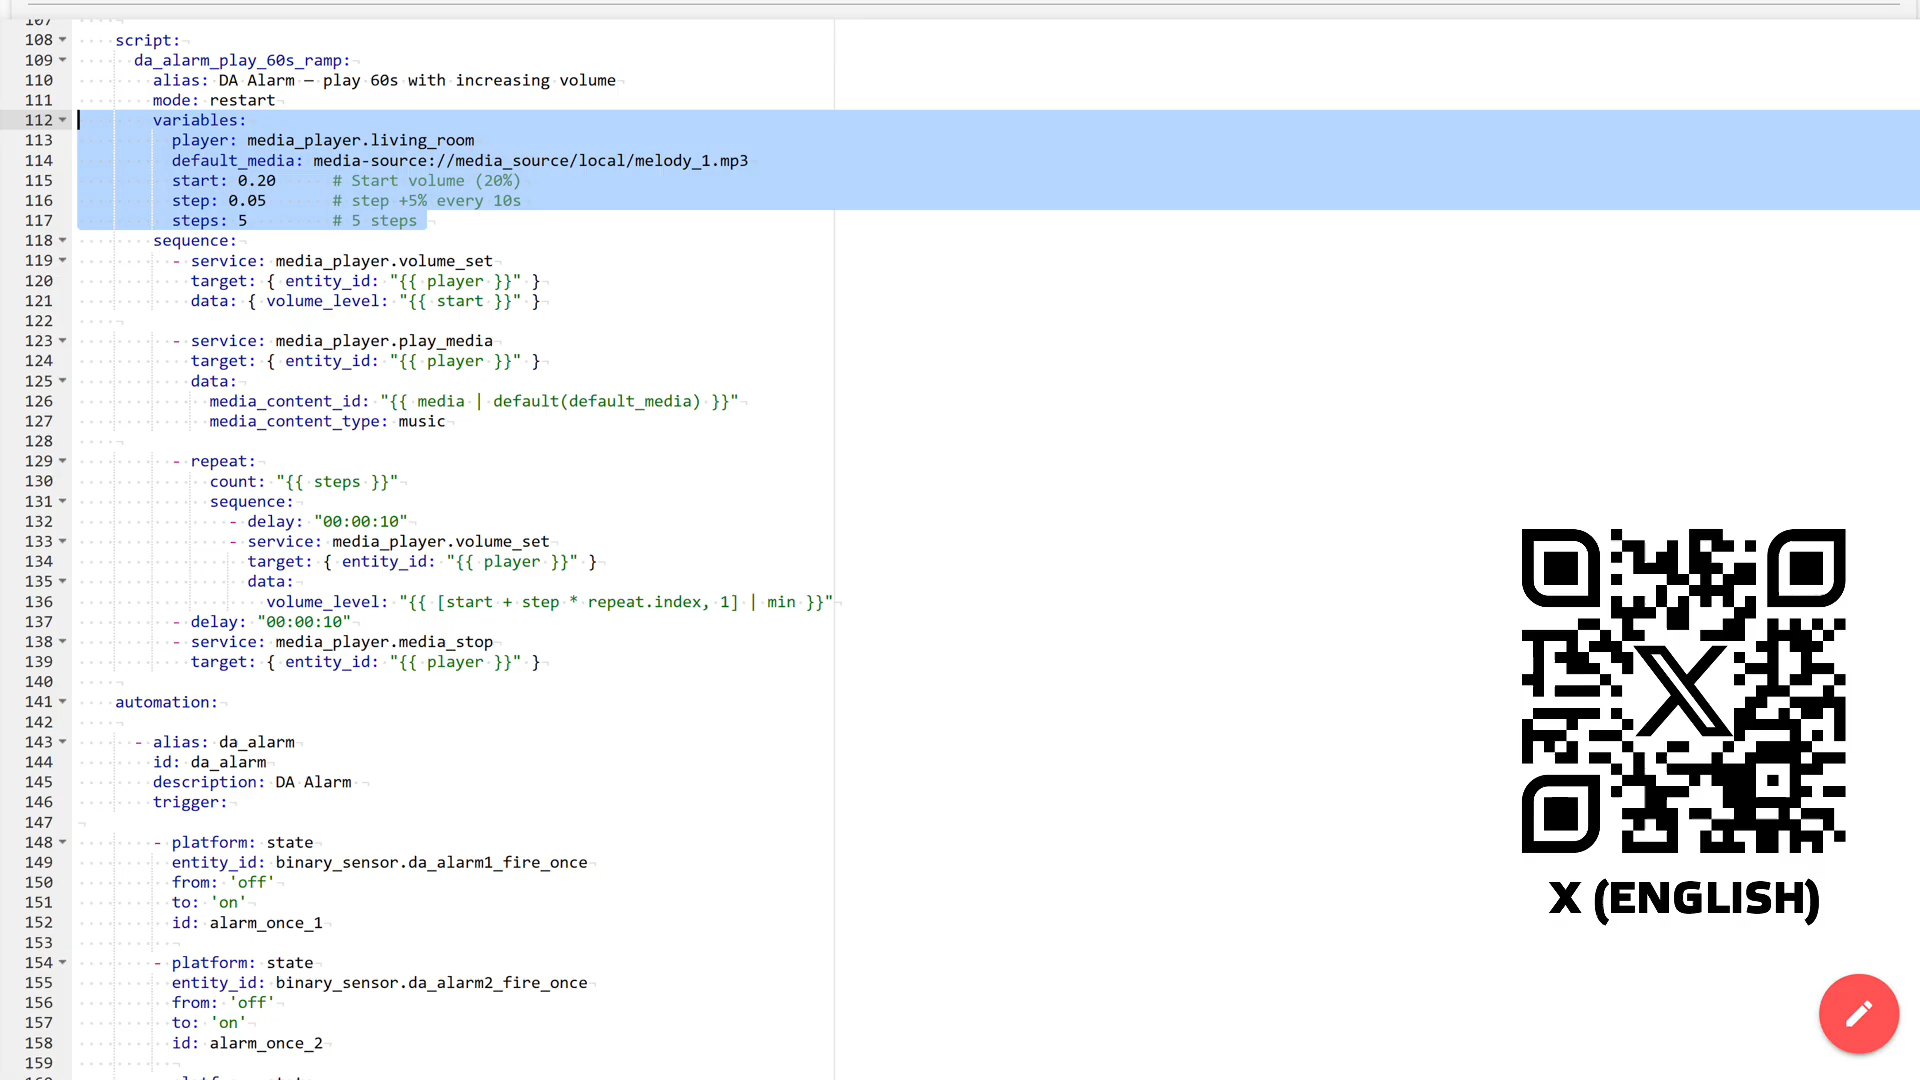 107
108 script:
109 da_alarm_play_60s_ramp:
110 alias: DA Alarm — play 60s with increasing volume
111 mode: restart
112 variables:
113 player: media_player.living_room
114 default_media: media-source://media_source/local/melody_1.mp3
115 start: 0.20 # Start volume (20%)
116 step: 0.05 # step +5% every 10s
117 steps: 5 # 5 steps
118 sequence:
119 - service: media_player.volume_set
120 target: { entity_id: "{{ player }}" }
121 data: { volume_level: "{{ start }}" }
122
123 - service: media_player.play_media
124 target: { entity_id: "{{ player }}" }
125 data:
126 media_content_id: "{{ media | default(default_media) }}"
127 media_content_type: music
128
129 - repeat:
130 count: "{{ steps }}"
131 sequence:
132 - delay: "00:00:10"
133 - service: media_player.volume_set
134 target: { entity_id: "{{ player }}" }
135 data:
136 volume_level: "{{ [start + step * repeat.index, 1] | min }}"
137 - delay: "00:00:10"
138 - service: media_player.media_stop
139 target: { entity_id: "{{ player }}" }
140
141 automation:
142
143 - alias: da_alarm
144 id: da_alarm
145 description: DA Alarm
146 trigger:
147
148 - platform: state
149 entity_id: binary_sensor.da_alarm1_fire_once
150 from: 'off'
151 to: 'on'
152 id: alarm_once_1
153
154 - platform: state
155 entity_id: binary_sensor.da_alarm2_fire_once
156 from: 'off'
157 to: 'on'
158 id: alarm_once_2
159
X (ENGLISH)